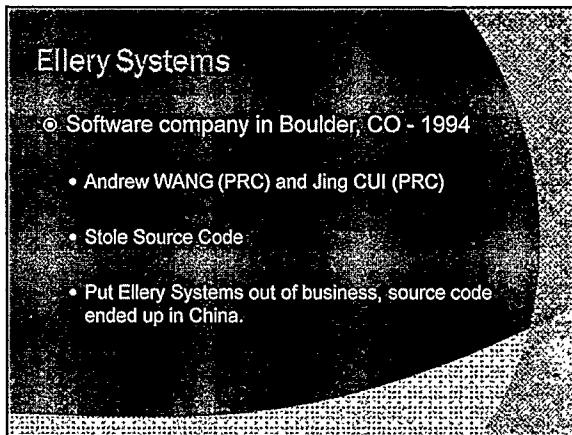 Ellery Systems
Software company in Boulder, CO - 1994
• Andrew WANG (PRC) and Jing CUI (PRC)
• Stole Source Code
• Put Ellery Systems out of business, source code
ended up in China.